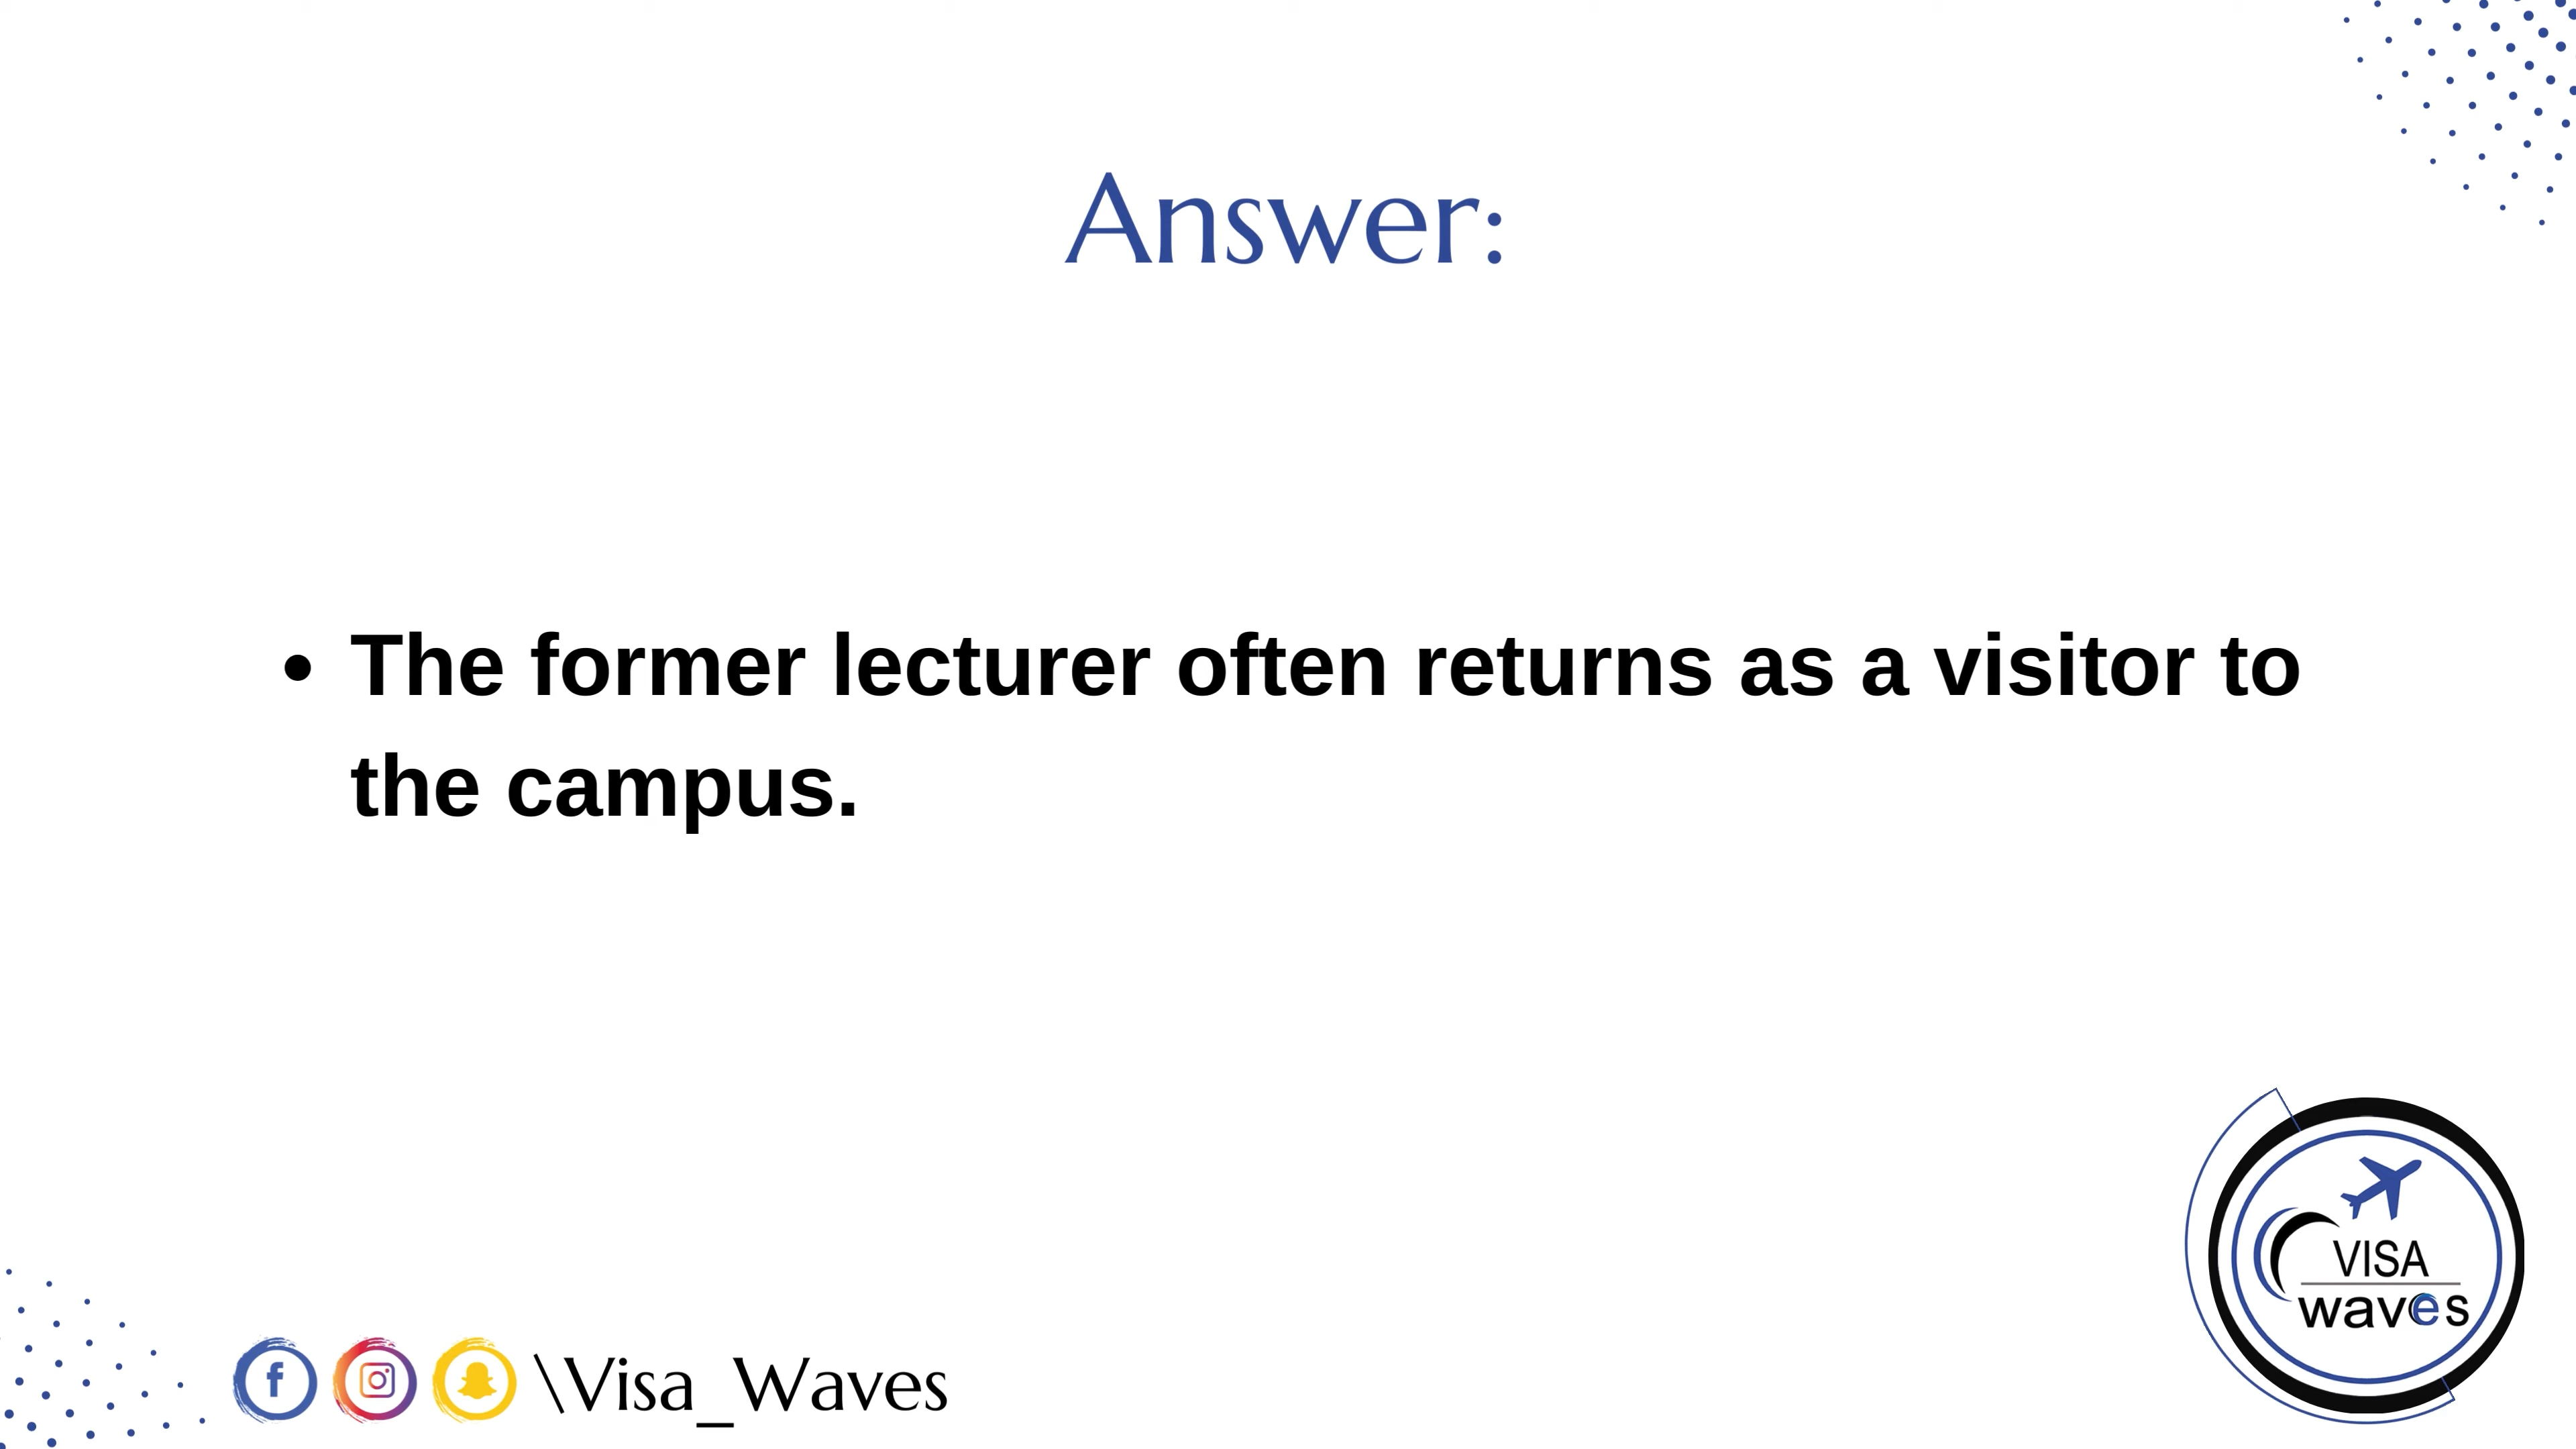 Answer:
• The former lecturer often returns as a visitor to
the campus.
VISA
waves
\Visa_Waves